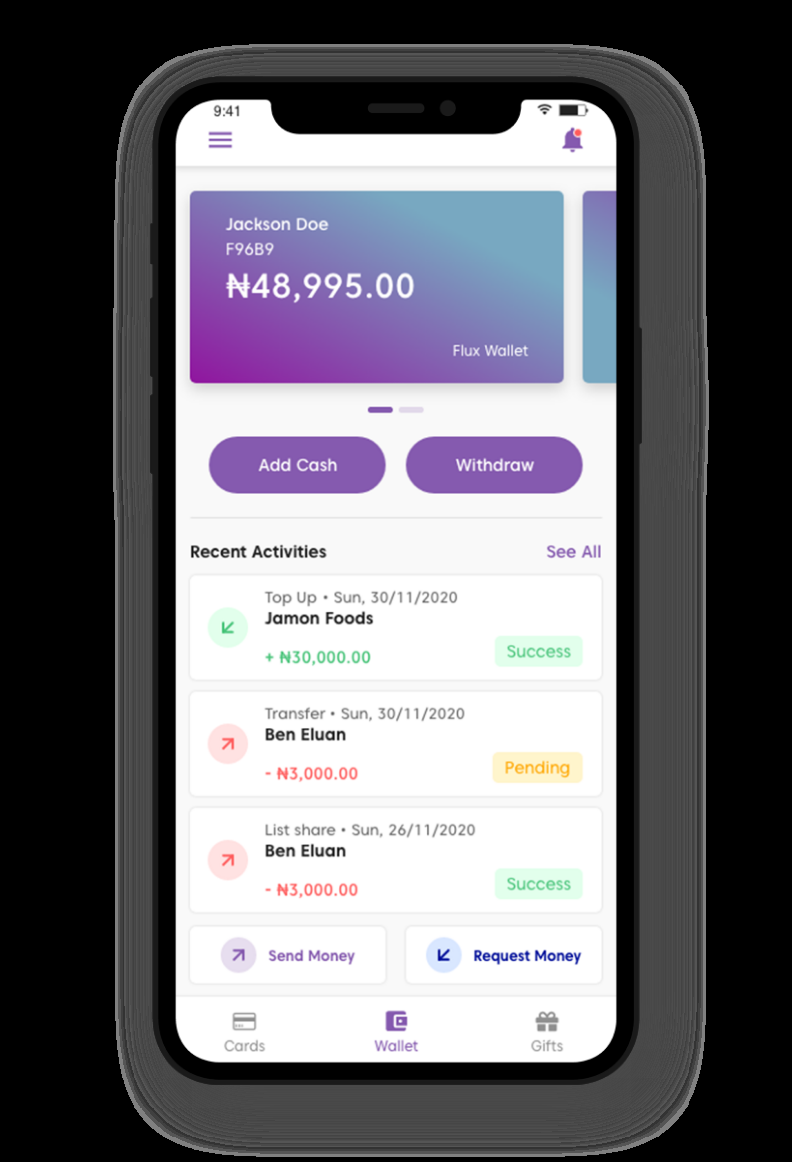 9:41
Jackson Doe
F96B9
₦48,995.00
Flux Wallet
Add Cash
Withdraw
Recent Activities
See All
Top Up • Sun, 30/11/2020
Jamon Foods
+ ₦30,000.00
Success
Transfer • Sun, 30/11/2020
Ben Eluan
- ₦3,000.00
Pending
List share • Sun, 26/11/2020
Ben Eluan
- ₦3,000.00
Success
Send Money
Request Money
Cards
Wallet
Gifts